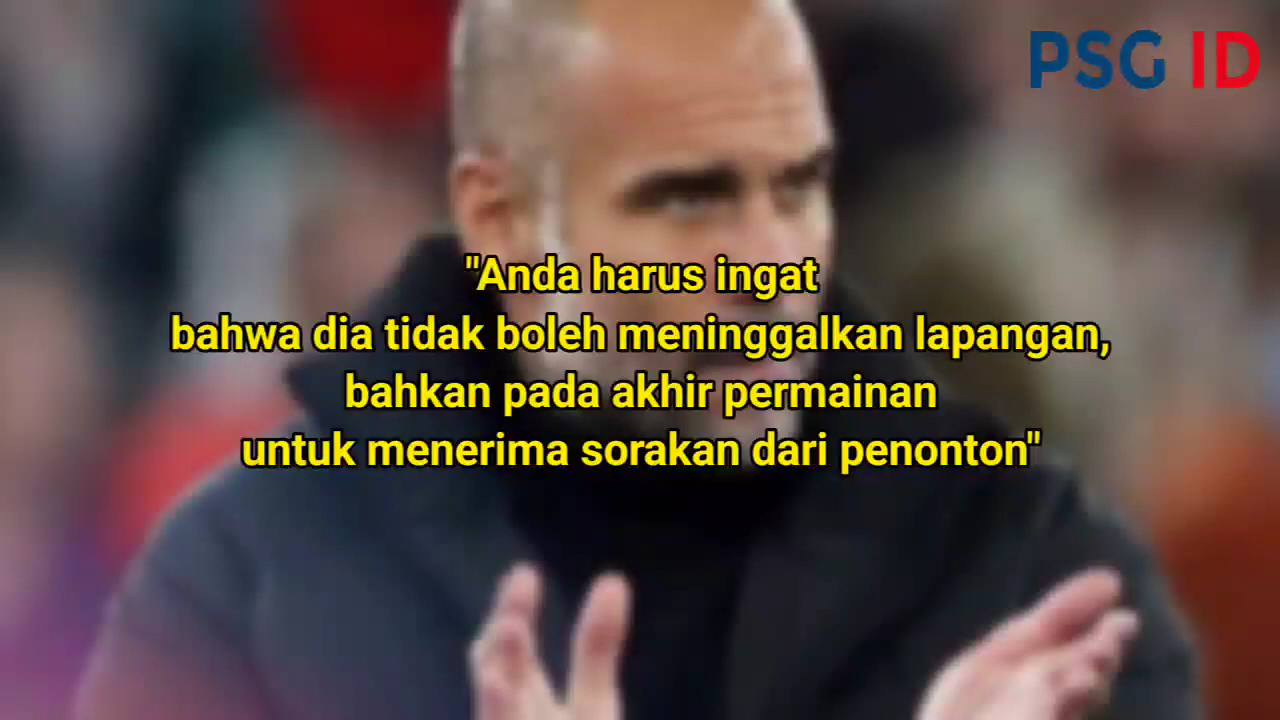 PSG ID
"Anda harus ingat
bahwa dia tidak boleh meninggalkan lapangan,
bahkan pada akhir permainan
untuk menerima sorakan dari penonton"